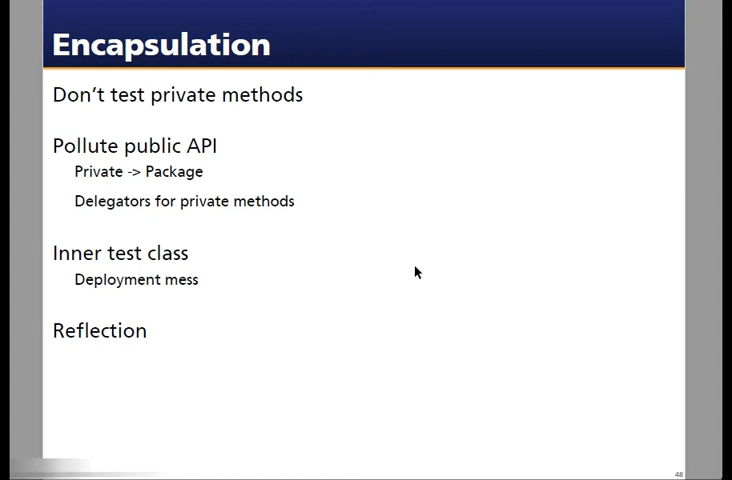 Encapsulation
Don't test private methods
Pollute public API
Private -> Package
Delegators for private methods
Inner test class
Deployment mess
Reflection
48